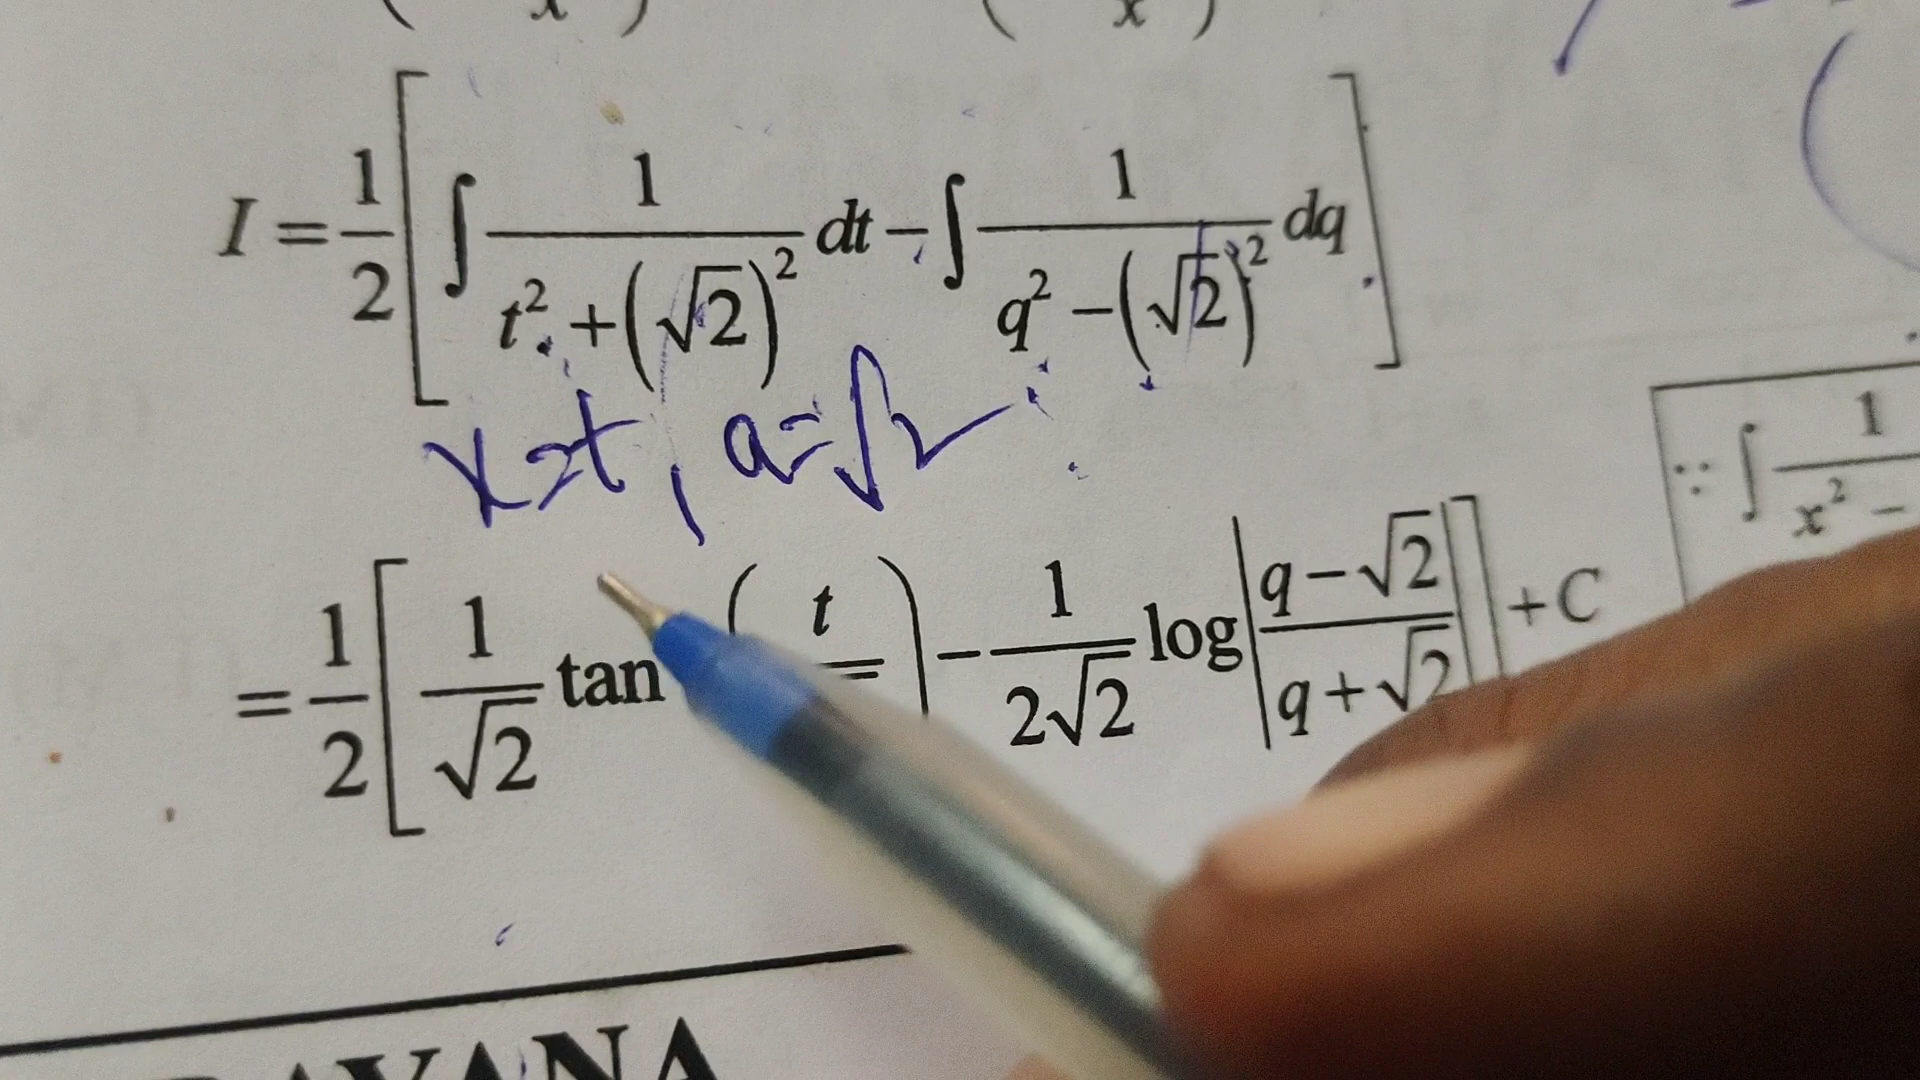 ( x ) ( x )
I = 1/2 [ ∫ 1/(t² + (√2)²) dt − ∫ 1/(q² − (√2)²) dq ]
x = t, a = √2
∵ ∫ 1/(x² −
= 1/2 [ 1/√2 tan ( t ) − 1/(2√2) log |(q − √2)/(q + √2)| ] + C